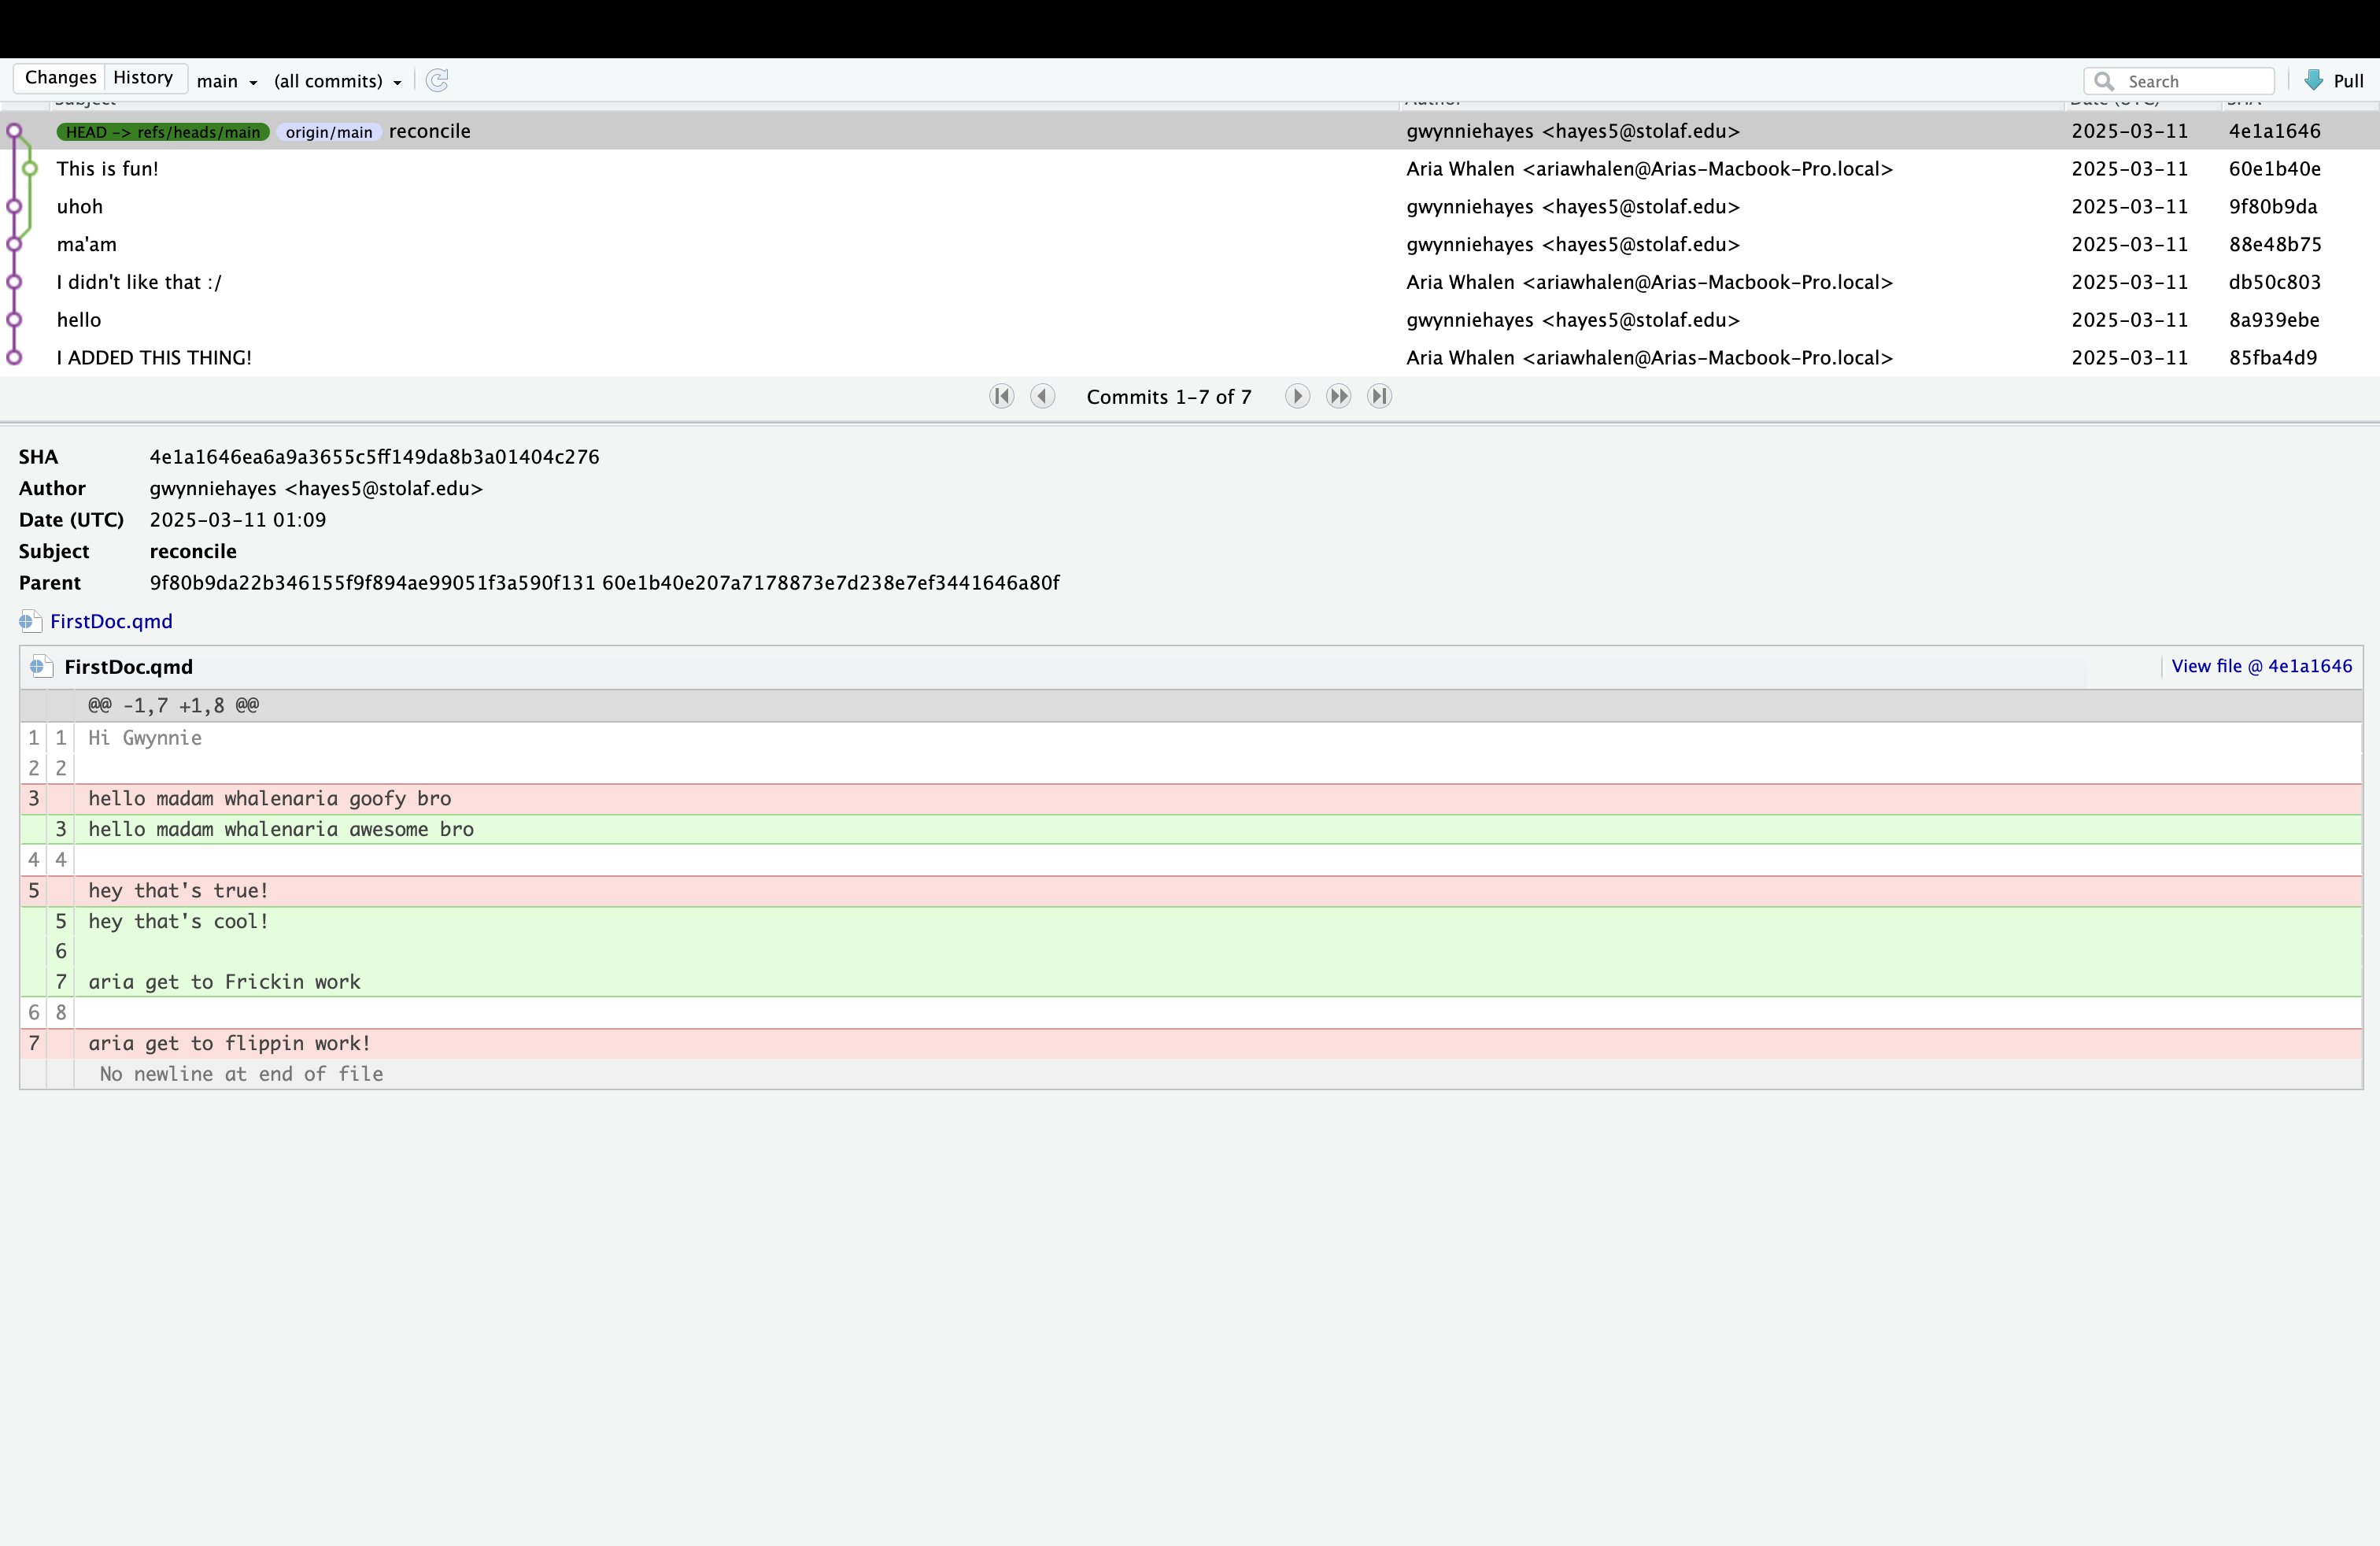 Changes History main (all commits) Search Pull
Subject Author Date (UTC) SHA
HEAD -> refs/heads/main origin/main reconcile gwynniehayes <hayes5@stolaf.edu> 2025-03-11 4e1a1646
This is fun! Aria Whalen <ariawhalen@Arias-Macbook-Pro.local> 2025-03-11 60e1b40e
uhoh gwynniehayes <hayes5@stolaf.edu> 2025-03-11 9f80b9da
ma'am gwynniehayes <hayes5@stolaf.edu> 2025-03-11 88e48b75
I didn't like that :/ Aria Whalen <ariawhalen@Arias-Macbook-Pro.local> 2025-03-11 db50c803
hello gwynniehayes <hayes5@stolaf.edu> 2025-03-11 8a939ebe
I ADDED THIS THING! Aria Whalen <ariawhalen@Arias-Macbook-Pro.local> 2025-03-11 85fba4d9
Commits 1-7 of 7
SHA 4e1a1646ea6a9a3655c5ff149da8b3a01404c276
Author gwynniehayes <hayes5@stolaf.edu>
Date (UTC) 2025-03-11 01:09
Subject reconcile
Parent 9f80b9da22b346155f9f894ae99051f3a590f131 60e1b40e207a7178873e7d238e7ef3441646a80f
FirstDoc.qmd
FirstDoc.qmd View file @ 4e1a1646
@@ -1,7 +1,8 @@
1 1 Hi Gwynnie
2 2
3 hello madam whalenaria goofy bro
3 hello madam whalenaria awesome bro
4 4
5 hey that's true!
5 hey that's cool!
6
7 aria get to Frickin work
6 8
7 aria get to flippin work!
No newline at end of file